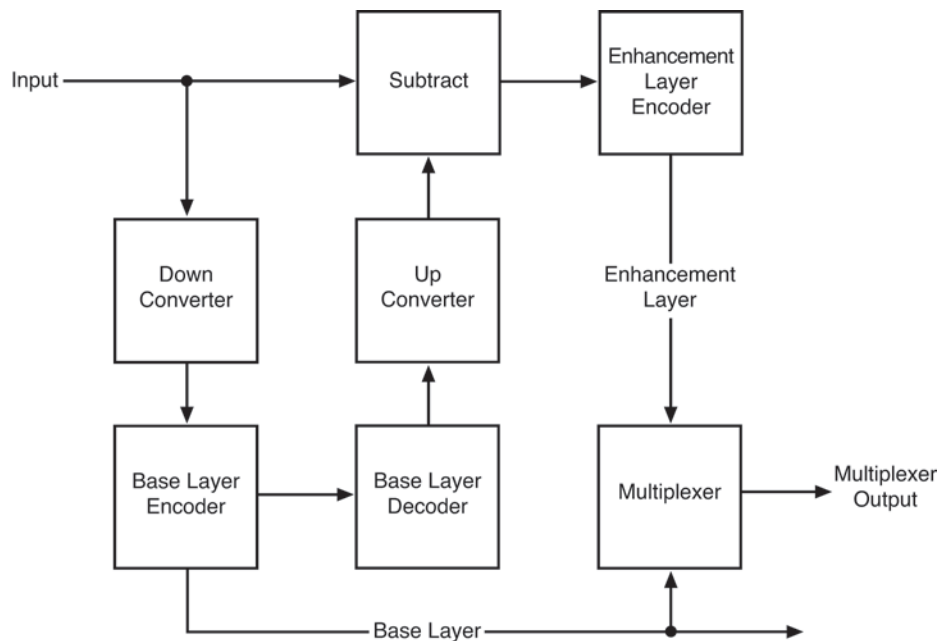 Input
Subtract
Enhancement
Layer
Encoder
Down
Converter
Up
Converter
Enhancement
Layer
Base Layer
Encoder
Base Layer
Decoder
Multiplexer
Multiplexer
Output
Base Layer